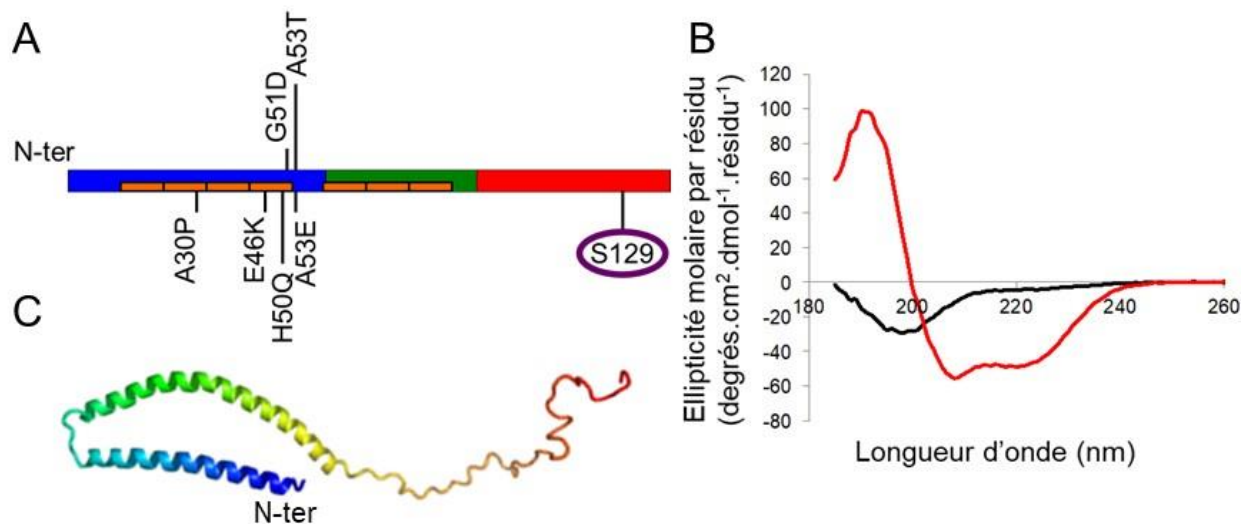 A
N-ter
G51D
A53T
A30P
E46K
H50Q
A53E
S129
B
Ellipticité molaire par résidu
(degrés.cm².dmol⁻¹.résidu⁻¹)
120
100
80
60
40
20
0
-20
-40
-60
-80
180
200
220
240
260
Longueur d’onde (nm)
C
N-ter